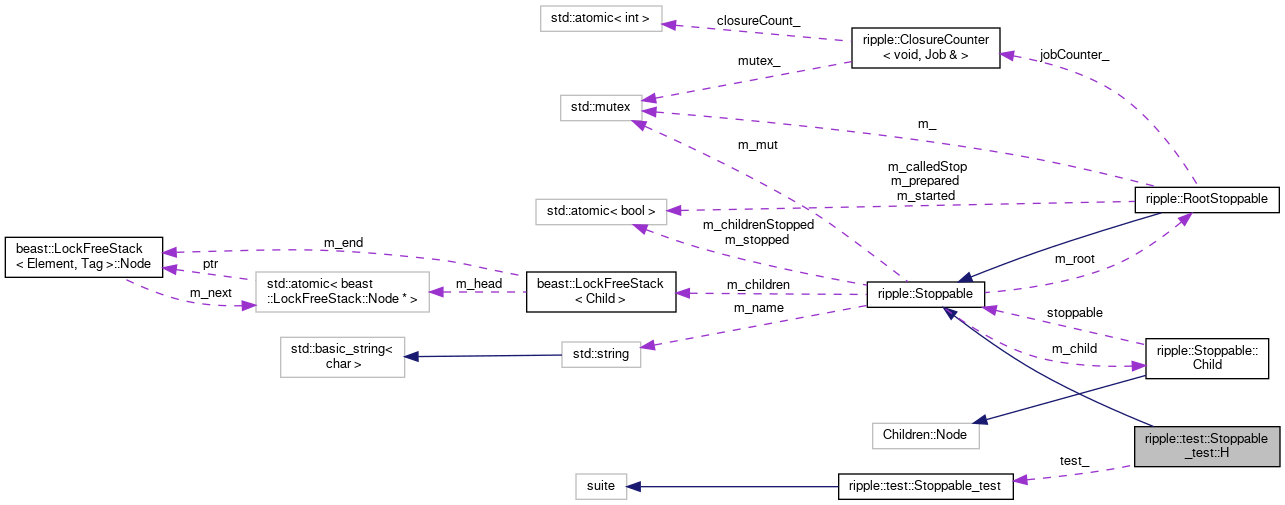 std::atomic< int >
closureCount_
ripple::ClosureCounter
< void, Job & >
jobCounter_
mutex_
std::mutex
m_
m_mut
m_calledStop
m_prepared
m_started
ripple::RootStoppable
std::atomic< bool >
m_childrenStopped
m_stopped
beast::LockFreeStack
< Element, Tag >::Node
m_end
ptr
m_next
std::atomic< beast
::LockFreeStack::Node * >
m_head
beast::LockFreeStack
< Child >
m_children
m_name
ripple::Stoppable
m_root
stoppable
m_child
ripple::Stoppable::
Child
std::basic_string<
char >
std::string
Children::Node
ripple::test::Stoppable
_test::H
test_
suite
ripple::test::Stoppable_test